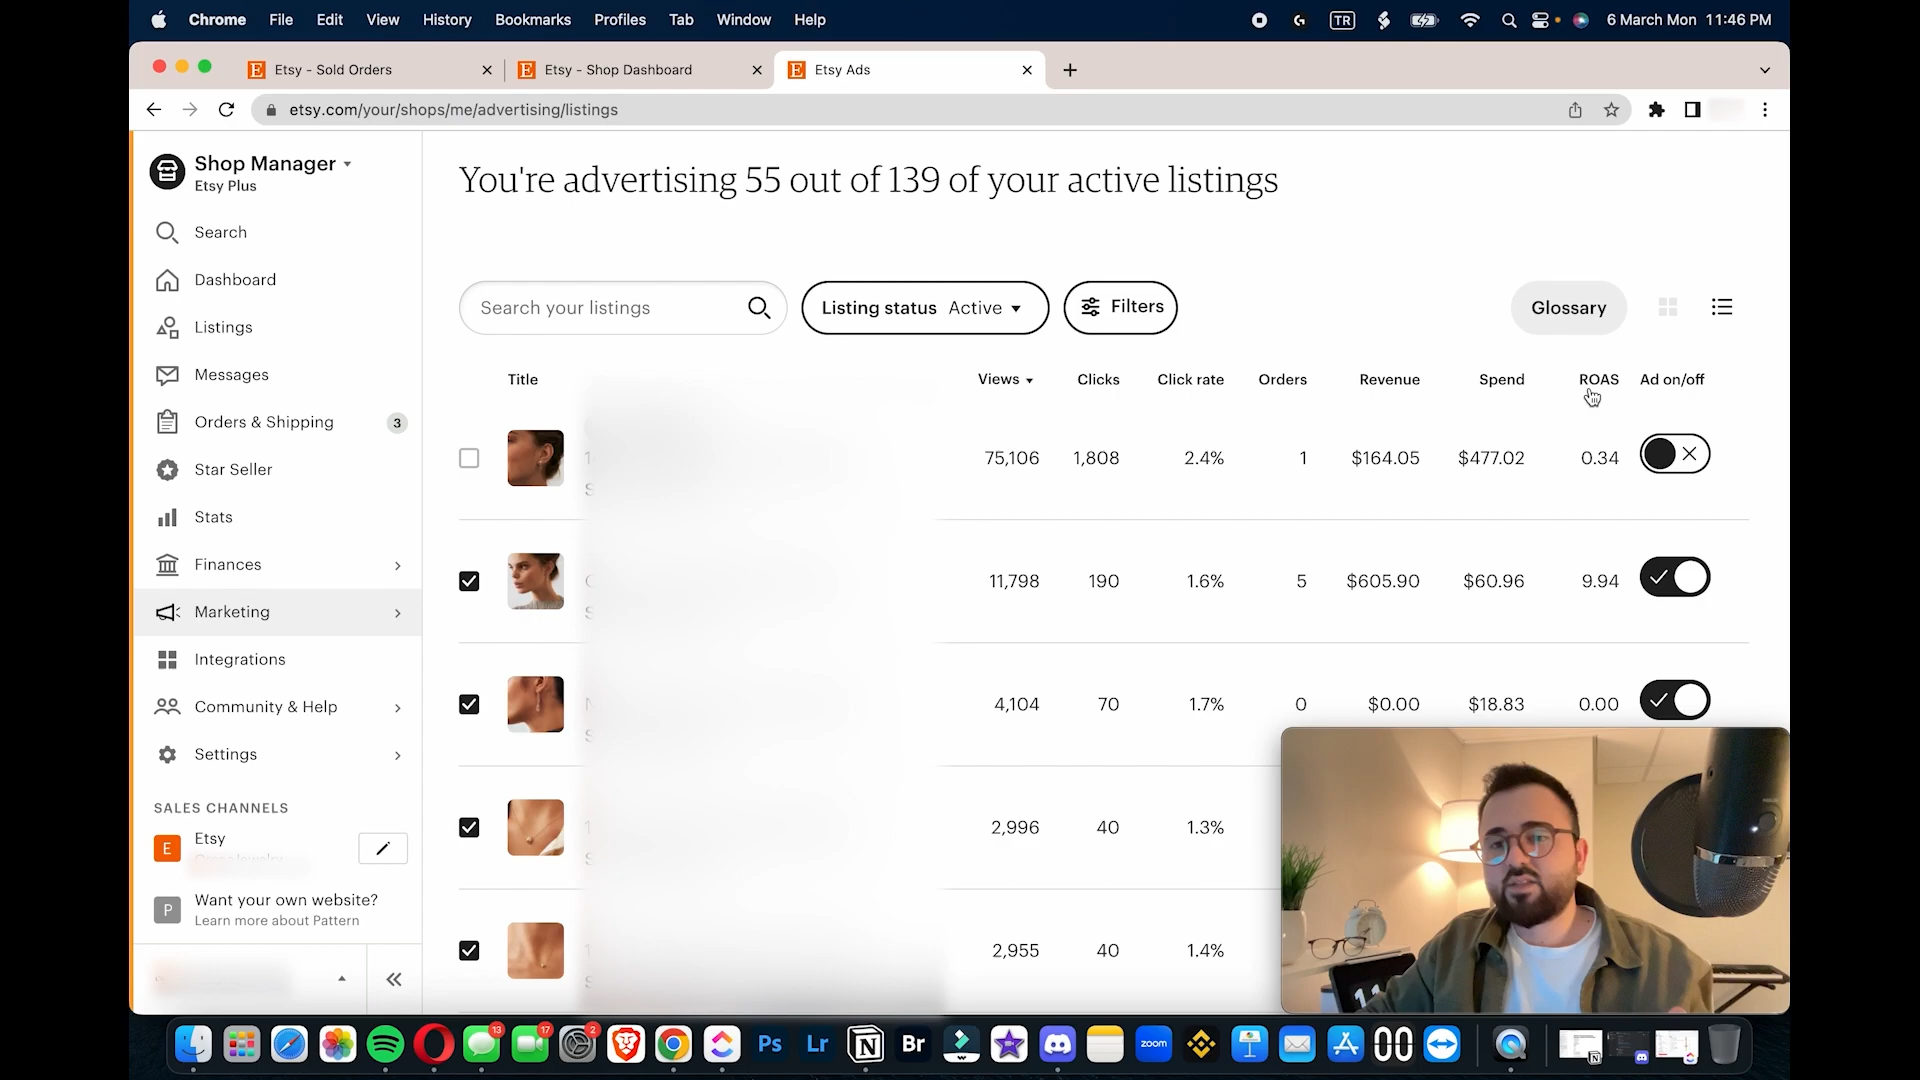 Chrome File Edit View History Bookmarks Profiles Tab Window Help
TR
6 March Mon 11:46 PM
Etsy - Sold Orders
Etsy - Shop Dashboard
Etsy Ads
etsy.com/your/shops/me/advertising/listings
Shop Manager
Etsy Plus
Search
Dashboard
Listings
Messages
Orders & Shipping 3
Star Seller
Stats
Finances
Marketing
Integrations
Community & Help
Settings
SALES CHANNELS
E Etsy
P Want your own website?
Learn more about Pattern
You're advertising 55 out of 139 of your active listings
Search your listings
Listing status Active
Filters
Glossary
Title Views Clicks Click rate Orders Revenue Spend ROAS Ad on/off
75,106 1,808 2.4% 1 $164.05 $477.02 0.34
11,798 190 1.6% 5 $605.90 $60.96 9.94
4,104 70 1.7% 0 $0.00 $18.83 0.00
2,996 40 1.3%
2,955 40 1.4%
13
17
2
Ps
Lr
Br
zoom
00